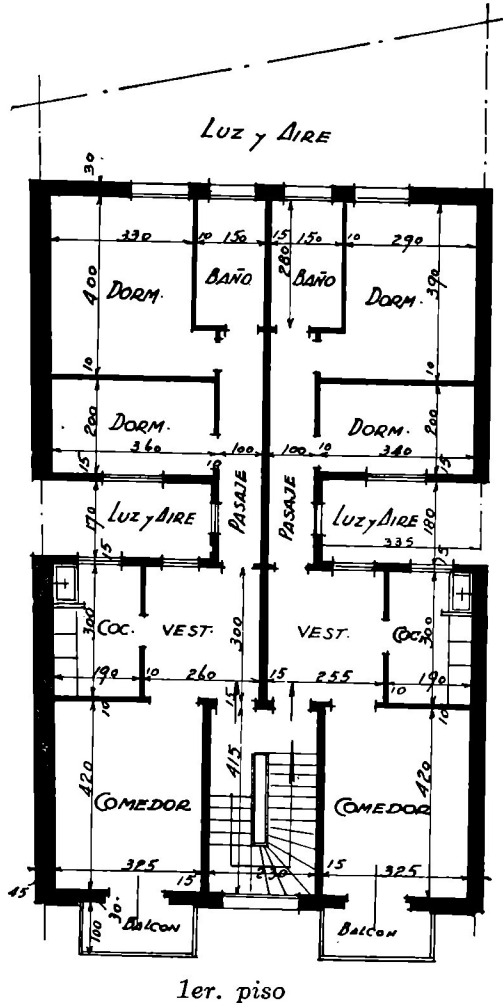 LUZ y AIRE
30
330 10 150 15 150 10 290
280
400 DORM. BAÑO BAÑO DORM. 390
10 10
200 DORM. DORM. 200
360 100 100 10 340
15 10 15
170 LUZ y AIRE PASAJE PASAJE LUZ y AIRE 180
335
15 15
300 COC. VEST. 300 VEST. COC. 300
190 10 260 15 255 10 190
10 15 10
420 COMEDOR 415 COMEDOR 420
325 15 230 15 325
45
100 30 BALCON BALCON
1er. piso